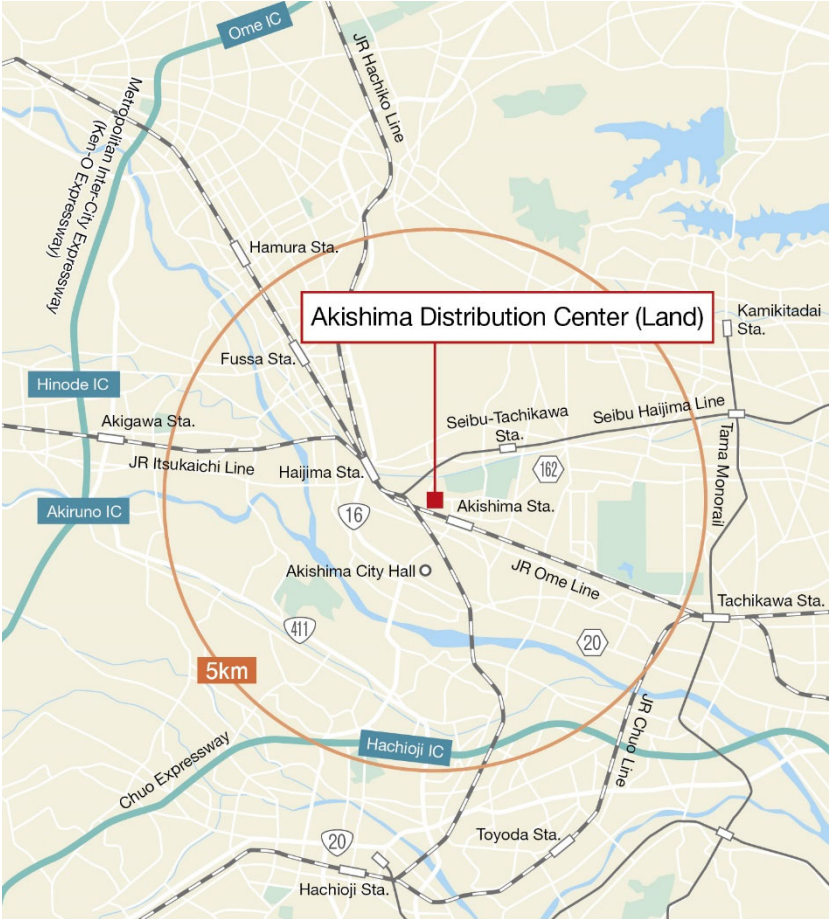 Ome IC
JR Hachiko Line
Metropolitan Inter-City Expressway
(Ken-O Expressway)
Hamura Sta.
Akishima Distribution Center (Land)
Kamikitadai
Sta.
Fussa Sta.
Hinode IC
Akigawa Sta.
Seibu-Tachikawa
Sta.
Seibu Haijima Line
Tama Monorail
JR Itsukaichi Line
Haijima Sta.
162
Akiruno IC
16
Akishima Sta.
Akishima City Hall
JR Ome Line
Tachikawa Sta.
411
20
5km
JR Chuo Line
Hachioji IC
Chuo Expressway
Toyoda Sta.
20
Hachioji Sta.